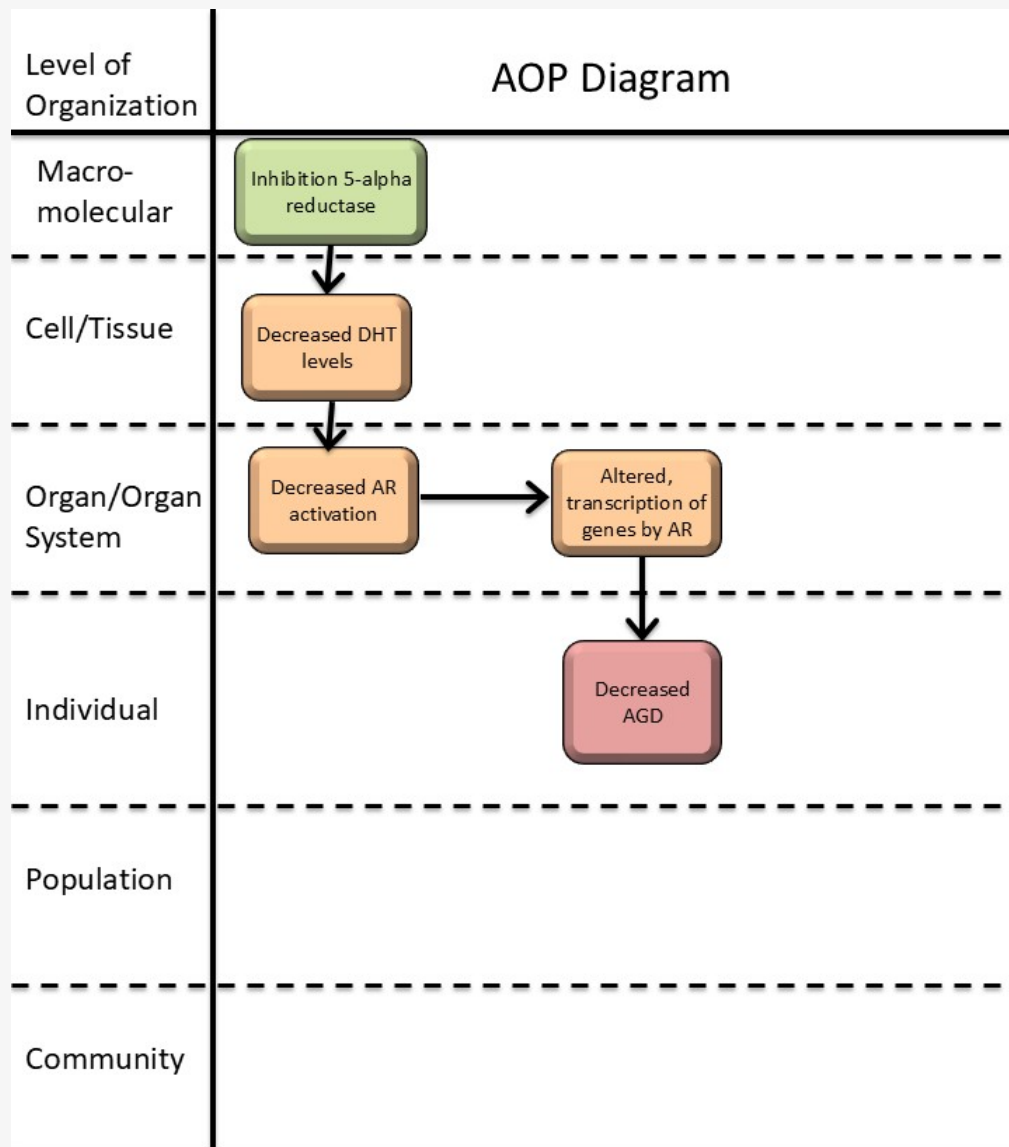 Level of
Organization
AOP Diagram
Macro-
molecular
Inhibition 5-alpha
reductase
Cell/Tissue
Decreased DHT
levels
Organ/Organ
System
Decreased AR
activation
Altered,
transcription of
genes by AR
Individual
Decreased
AGD
Population
Community